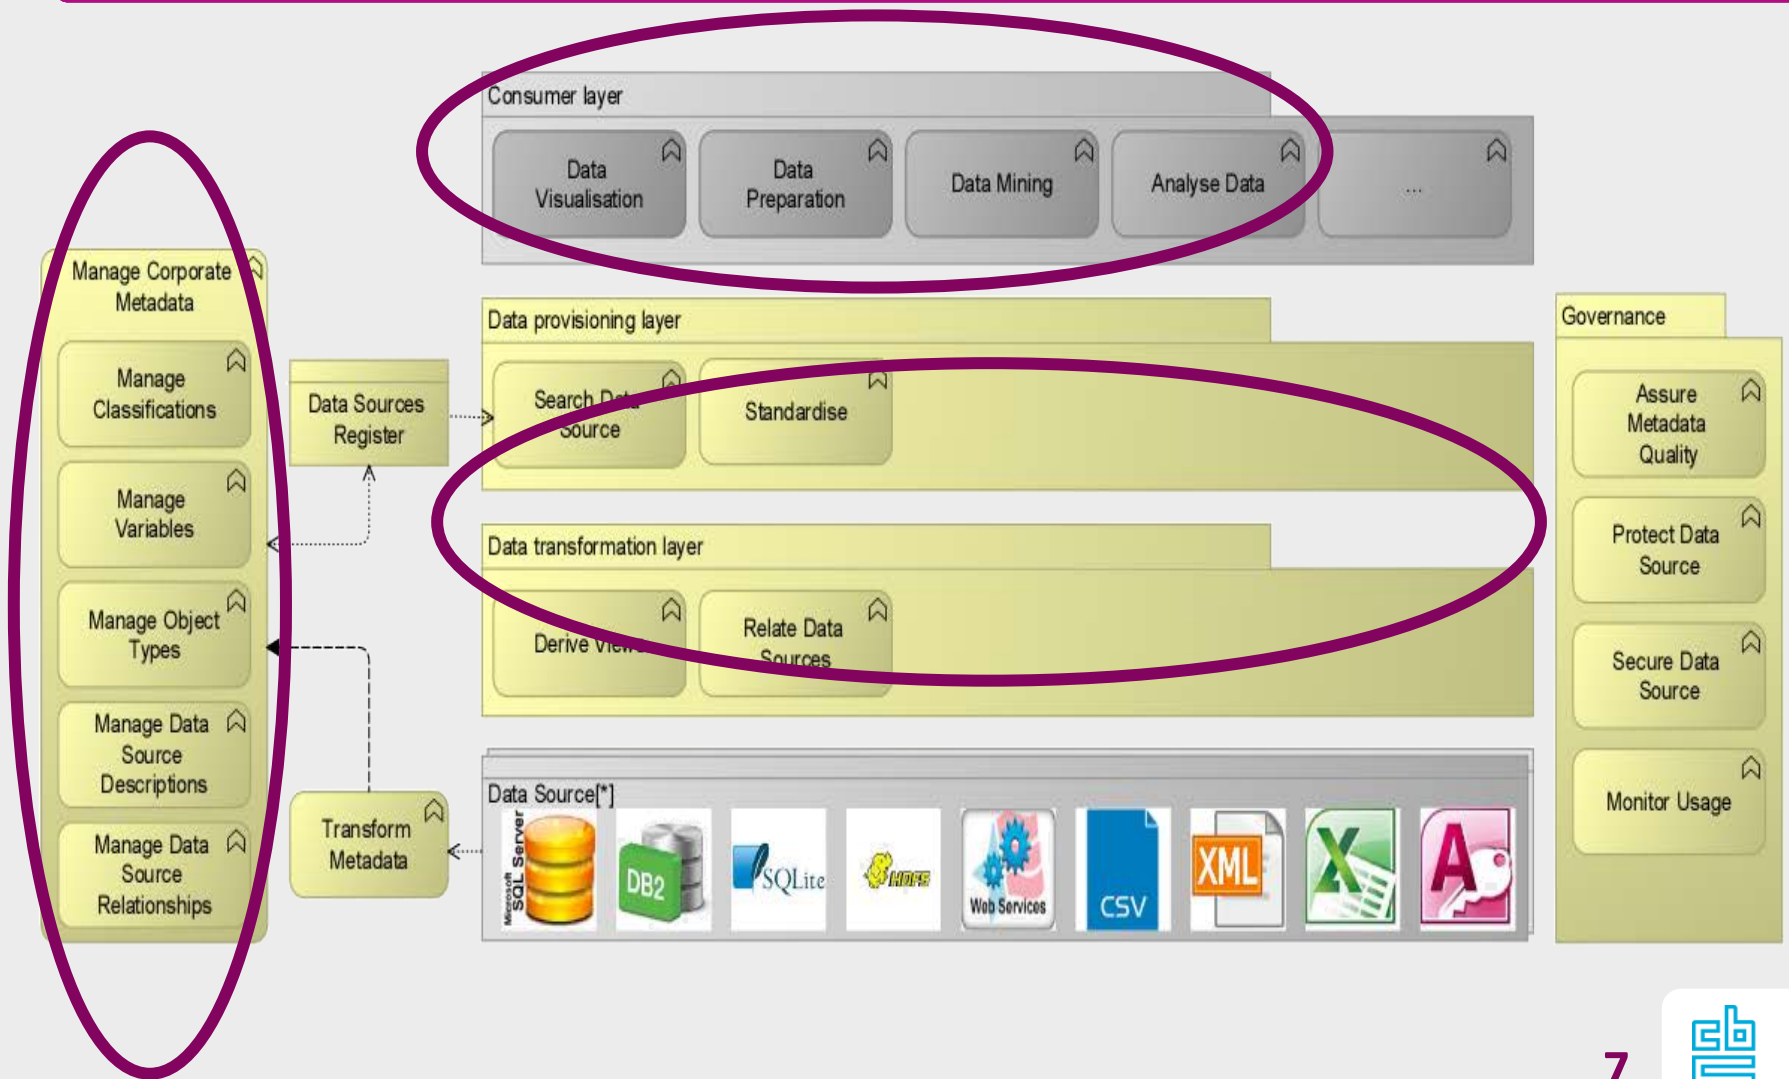 Consumer layer
Data
Visualisation
Data
Preparation
Data Mining
Analyse Data
...
Manage Corporate
Metadata
Manage
Classifications
Manage
Variables
Manage Object
Types
Manage Data
Source
Descriptions
Manage Data
Source
Relationships
Data Sources
Register
Transform
Metadata
Data provisioning layer
Search Data
Source
Standardise
Data transformation layer
Derive Views
Relate Data
Sources
Data Source[*]
Microsoft
SQL Server
DB2
SQLite
HDFS
Web Services
CSV
XML
X
A
Governance
Assure
Metadata
Quality
Protect Data
Source
Secure Data
Source
Monitor Usage
7
cb